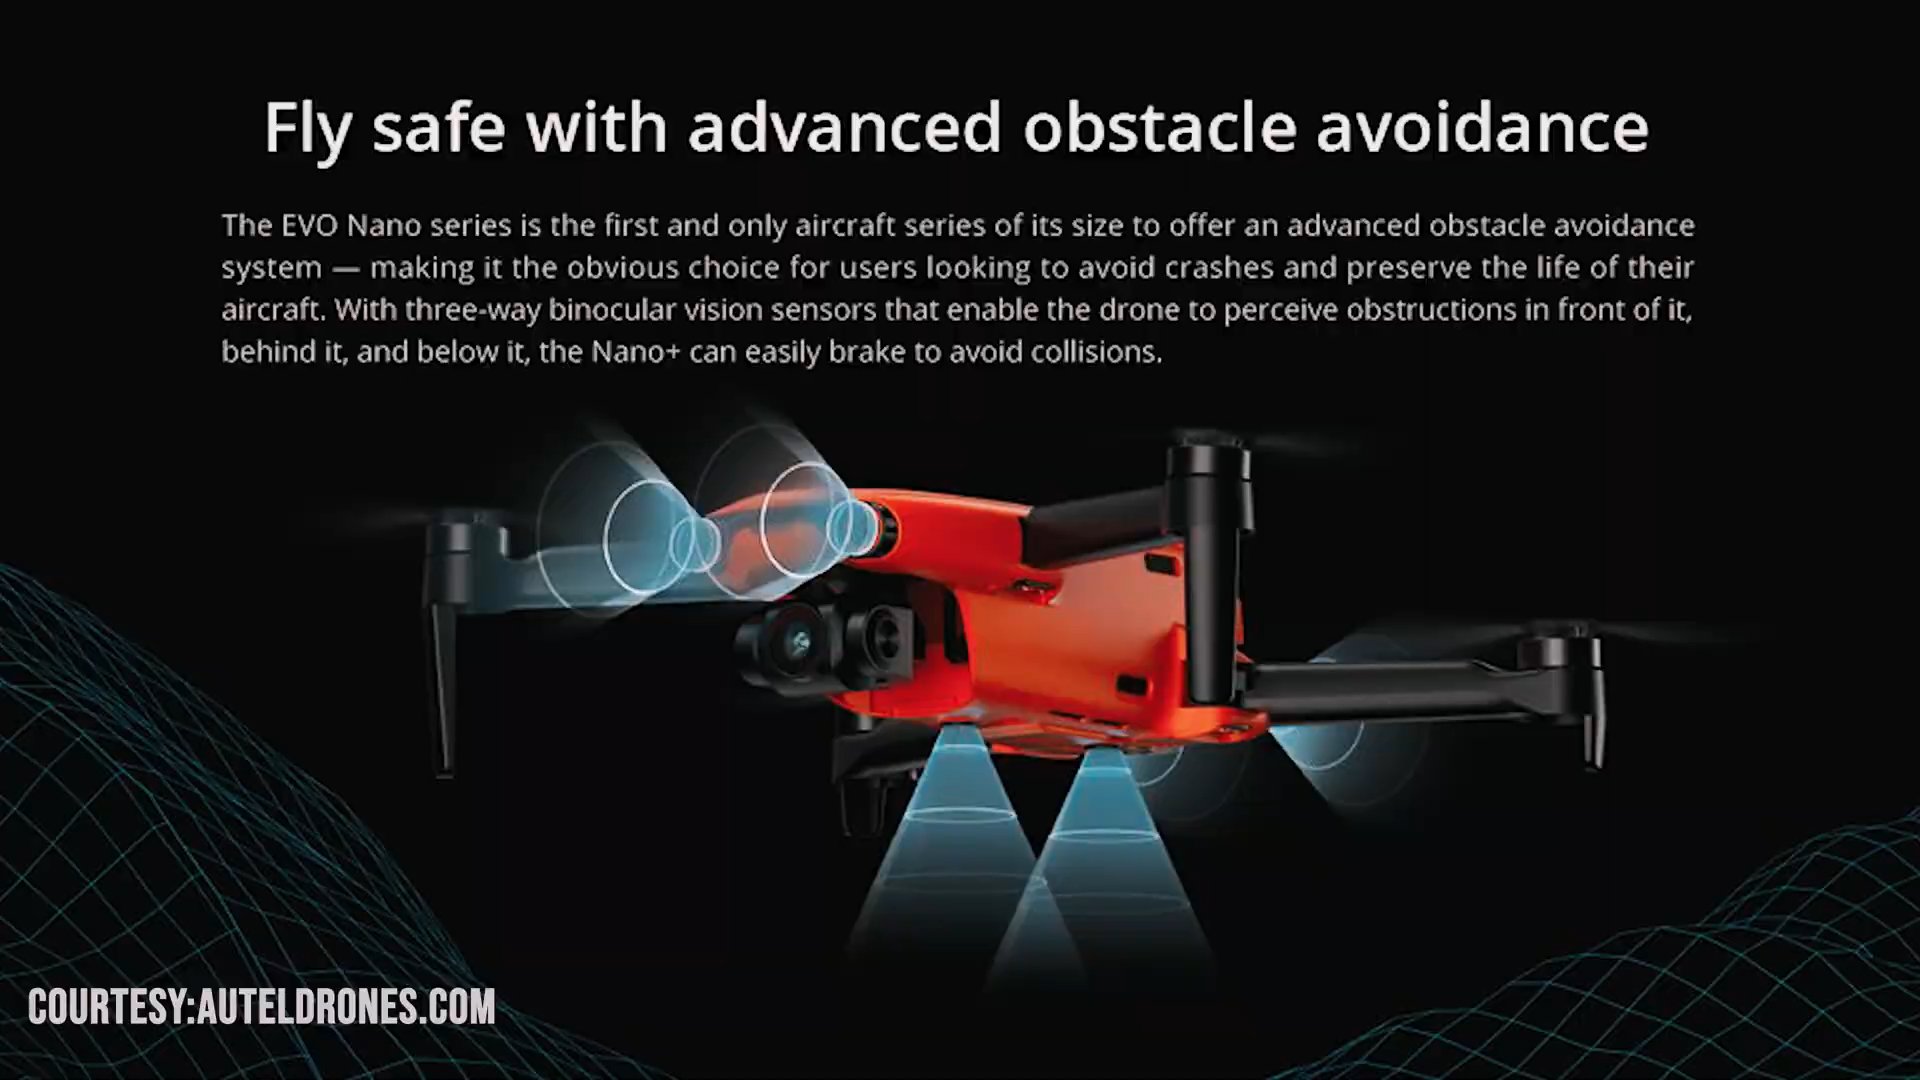 Fly safe with advanced obstacle avoidance
The EVO Nano series is the first and only aircraft series of its size to offer an advanced obstacle avoidance
system — making it the obvious choice for users looking to avoid crashes and preserve the life of their
aircraft. With three-way binocular vision sensors that enable the drone to perceive obstructions in front of it,
behind it, and below it, the Nano+ can easily brake to avoid collisions.
COURTESY:AUTELDRONES.COM